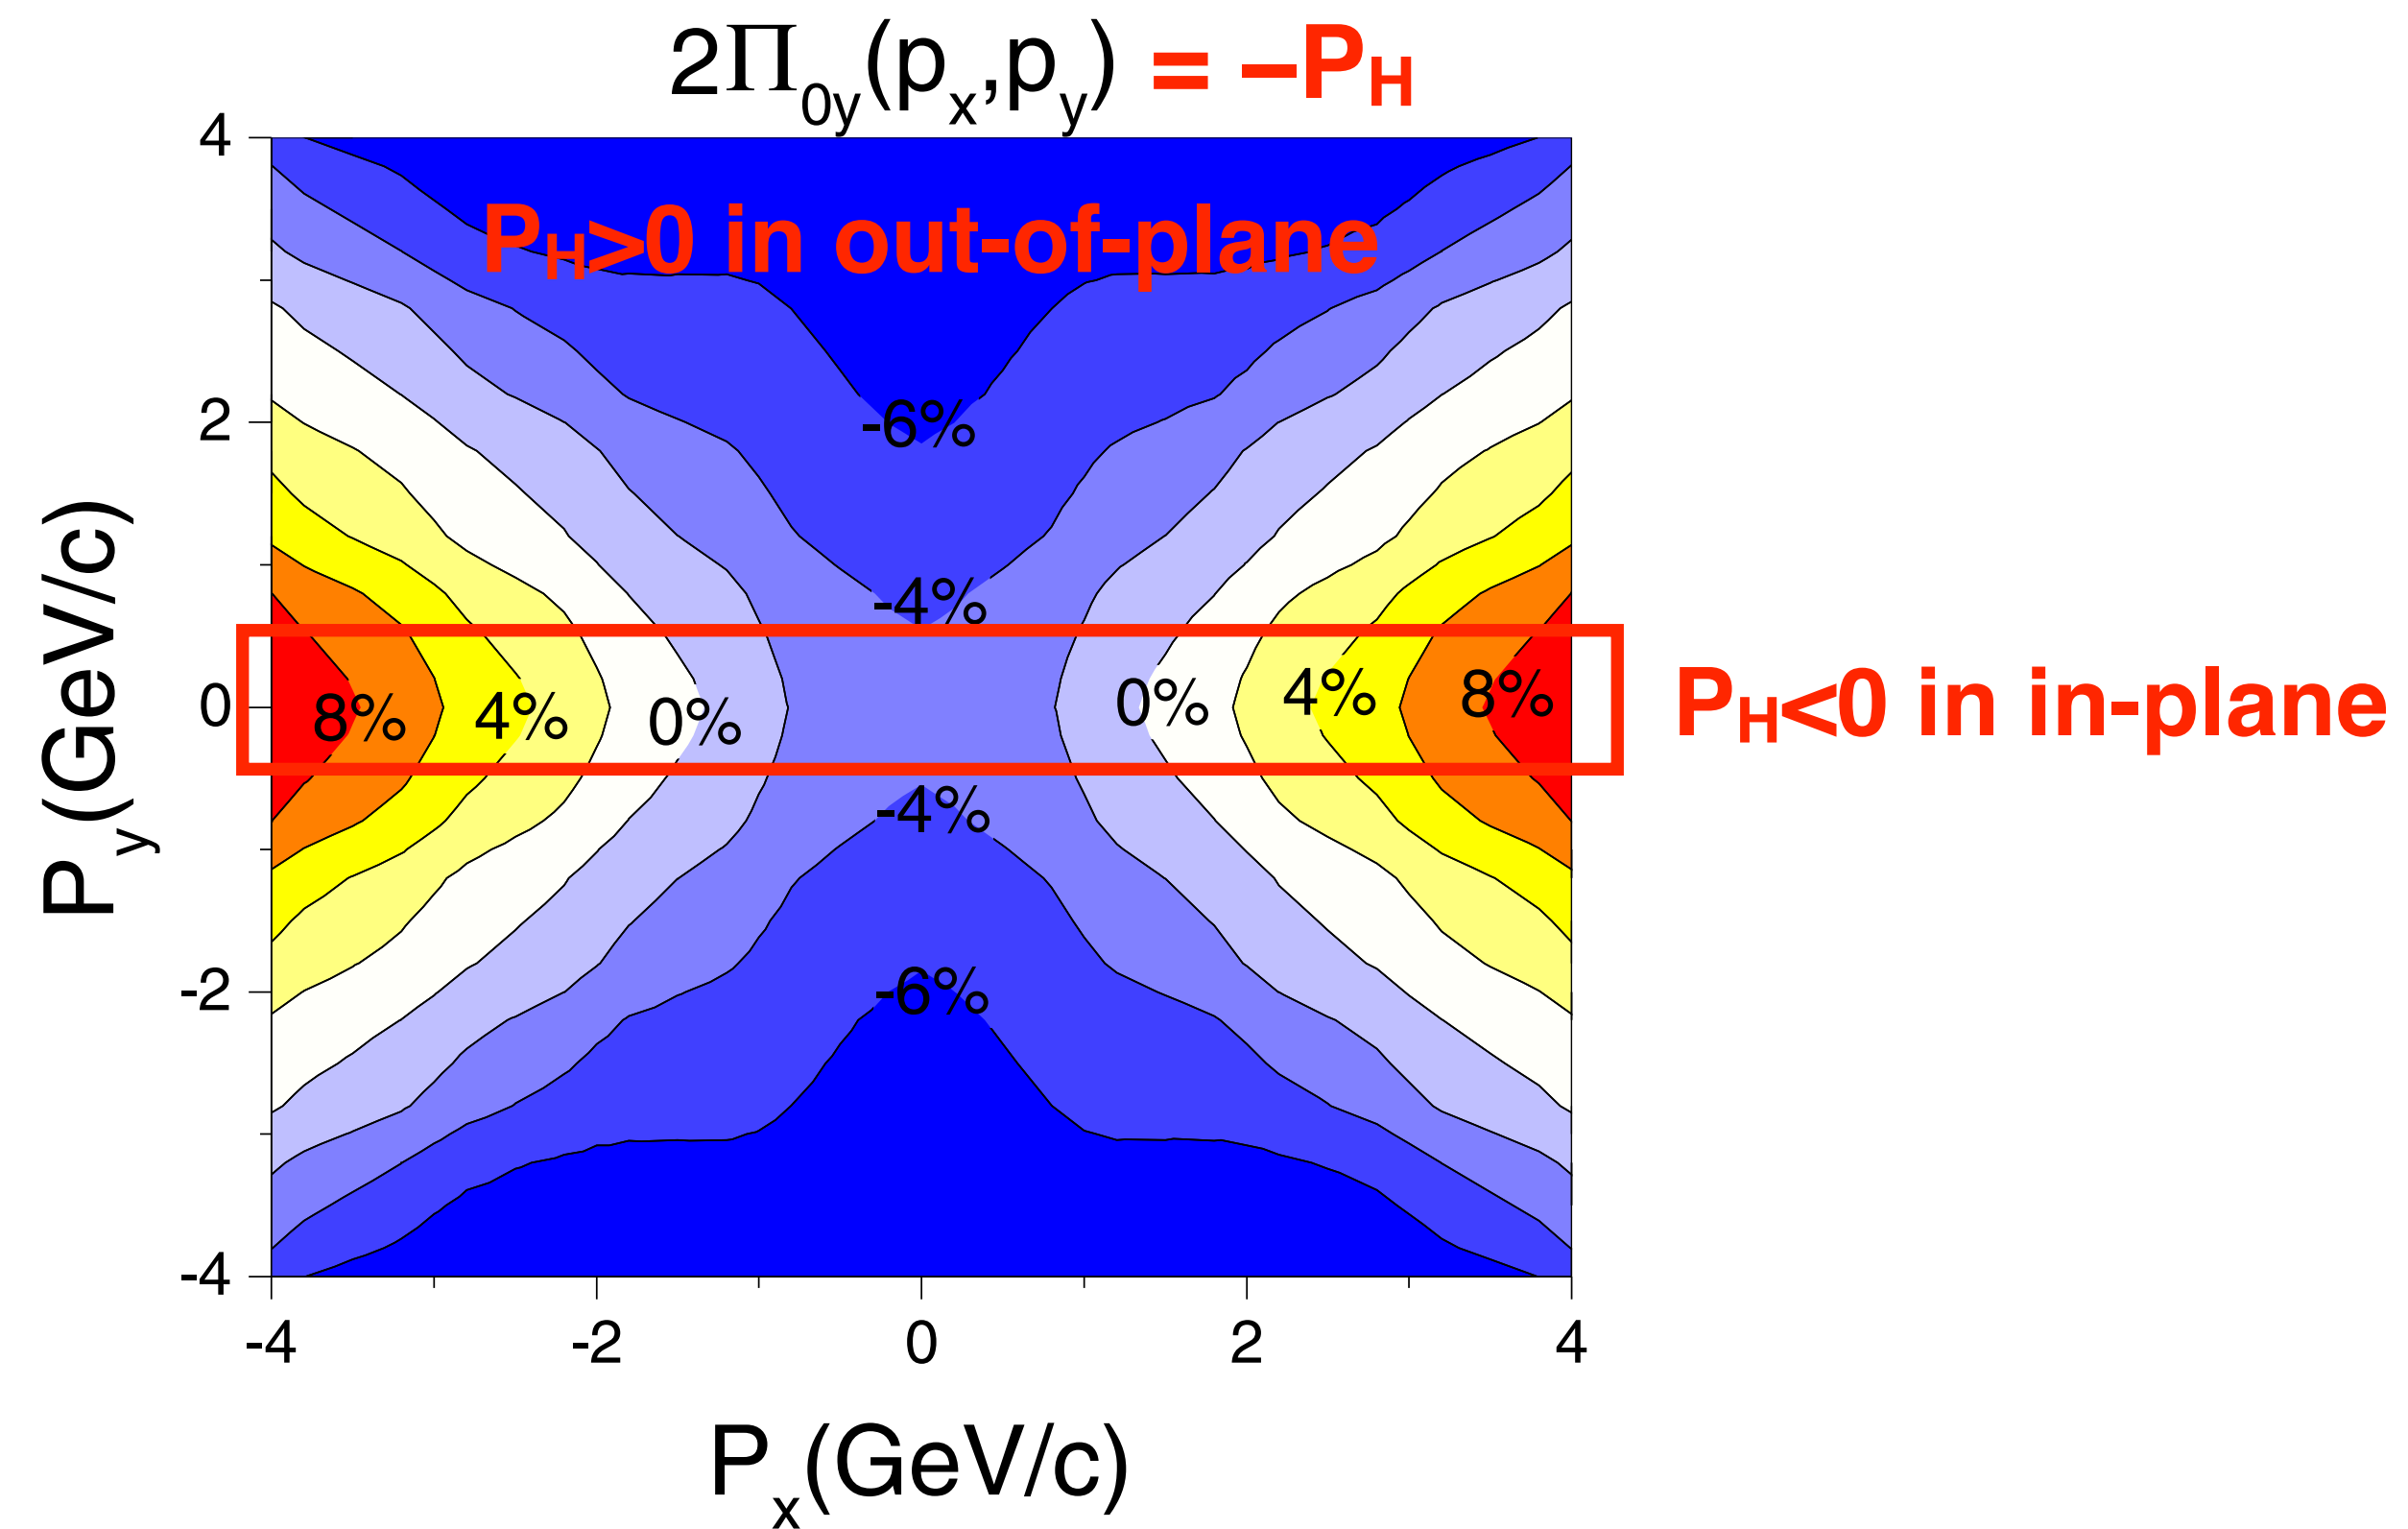 2Π0y(px,py) = −PH
4
PH>0 in out-of-plane
2
-6%
-4%
Py(GeV//c)
0
8% 4% 0% 0% 4% 8%
PH<0 in in-plane
-4%
-2
-6%
-4
-4 -2 0 2 4
Px(GeV//c)